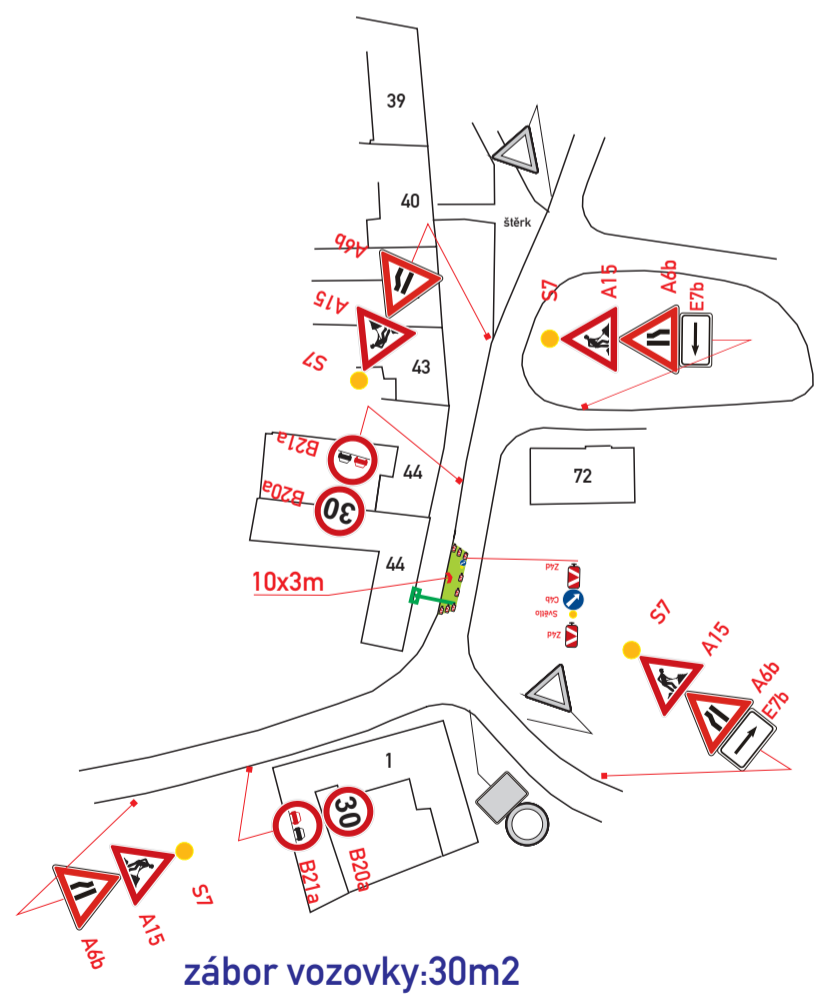 39
40
štěrk
A6b
A15
S7
43
S7
A15
A6b
E7b
B21a
B20a
30
44
72
44
10x3m
Z4d
C4b
Světlo
Z4d
S7
A15
A6b
E7b
1
30
B21a
B20a
S7
A15
A6b
zábor vozovky:30m2